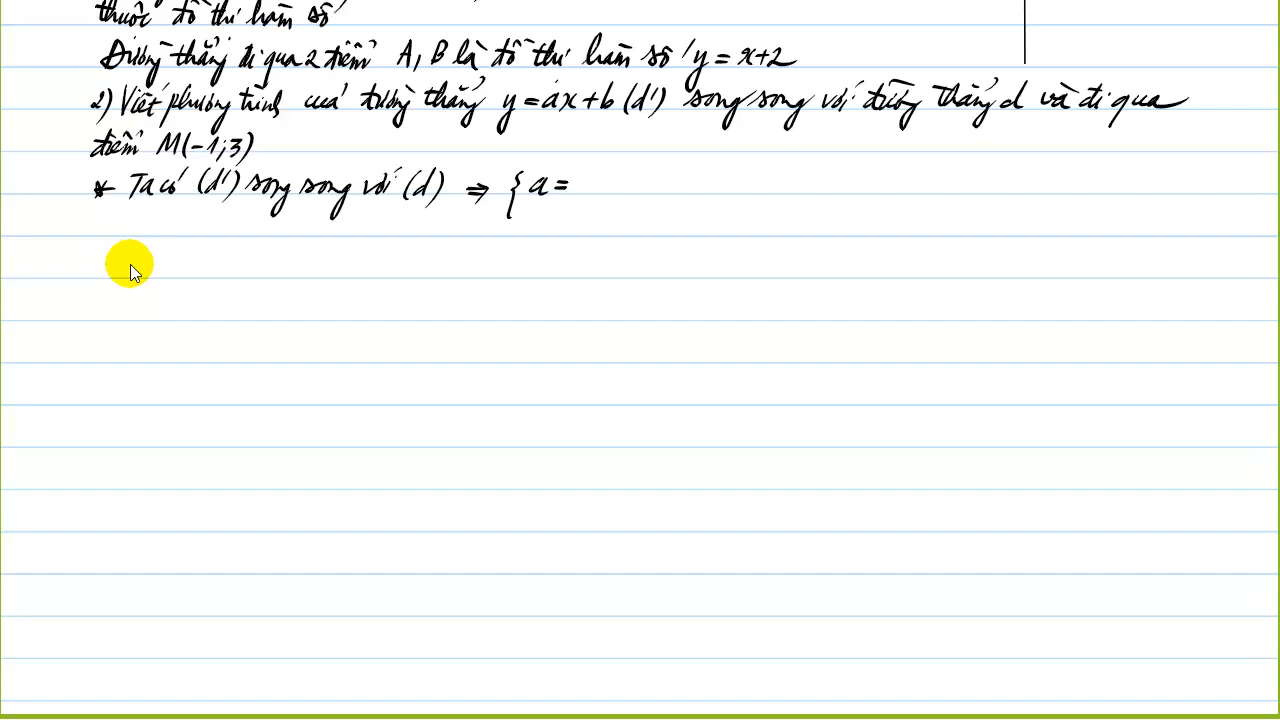 thuộc đồ thị hàm số
Đường thẳng đi qua 2 điểm A, B là đồ thị hàm số y = x+2
2) Viết phương trình của đường thẳng y = ax+b (d') song song với đường thẳng d và đi qua
điểm M(-1;3)
* Ta có (d') song song với (d) ⇒ { a =